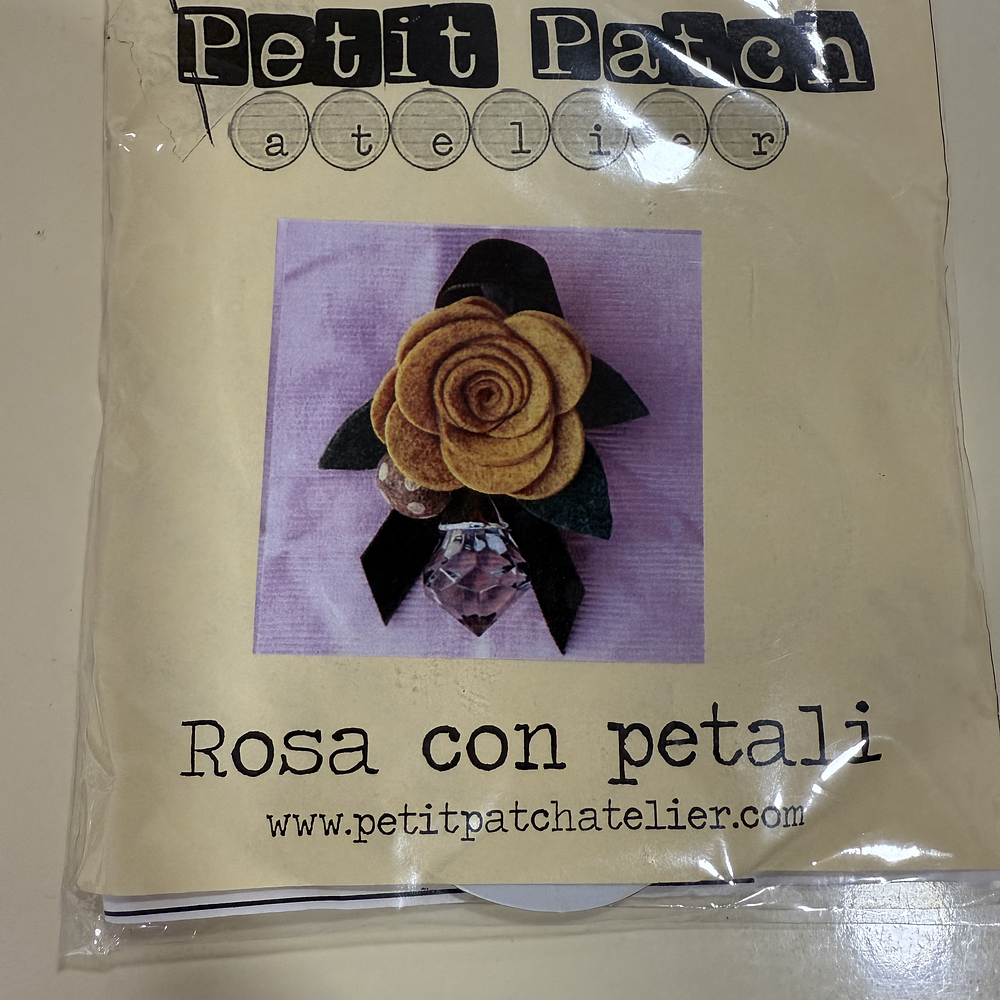 Petit Patch
atelier
Rosa con petali
www.petitpatchatelier.com